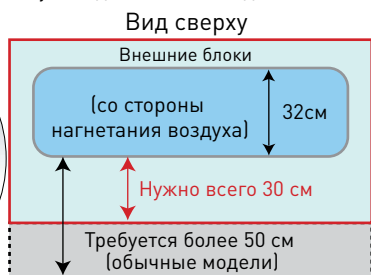 Вид сверху
Внешние блоки
(со стороны
нагнетания воздуха)
32см
Нужно всего 30 см
Требуется более 50 см
(обычные модели)